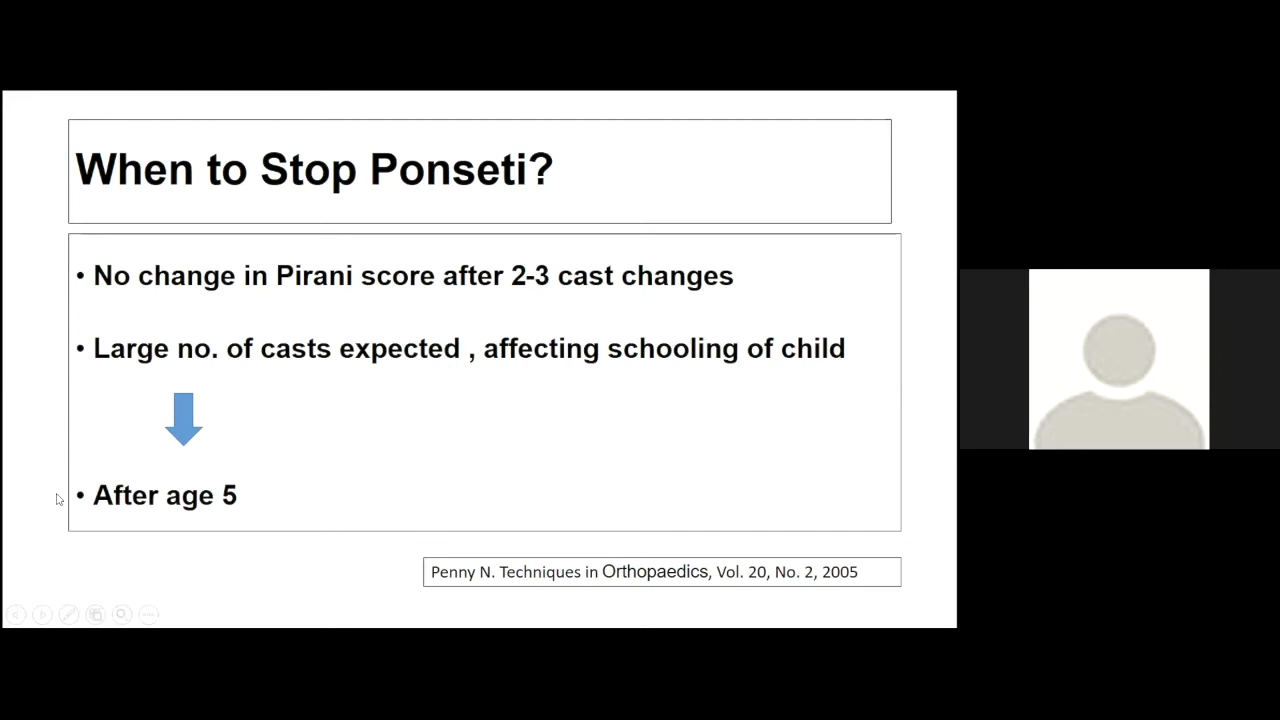 When to Stop Ponseti?
• No change in Pirani score after 2-3 cast changes
• Large no. of casts expected , affecting schooling of child
• After age 5
Penny N. Techniques in Orthopaedics, Vol. 20, No. 2, 2005